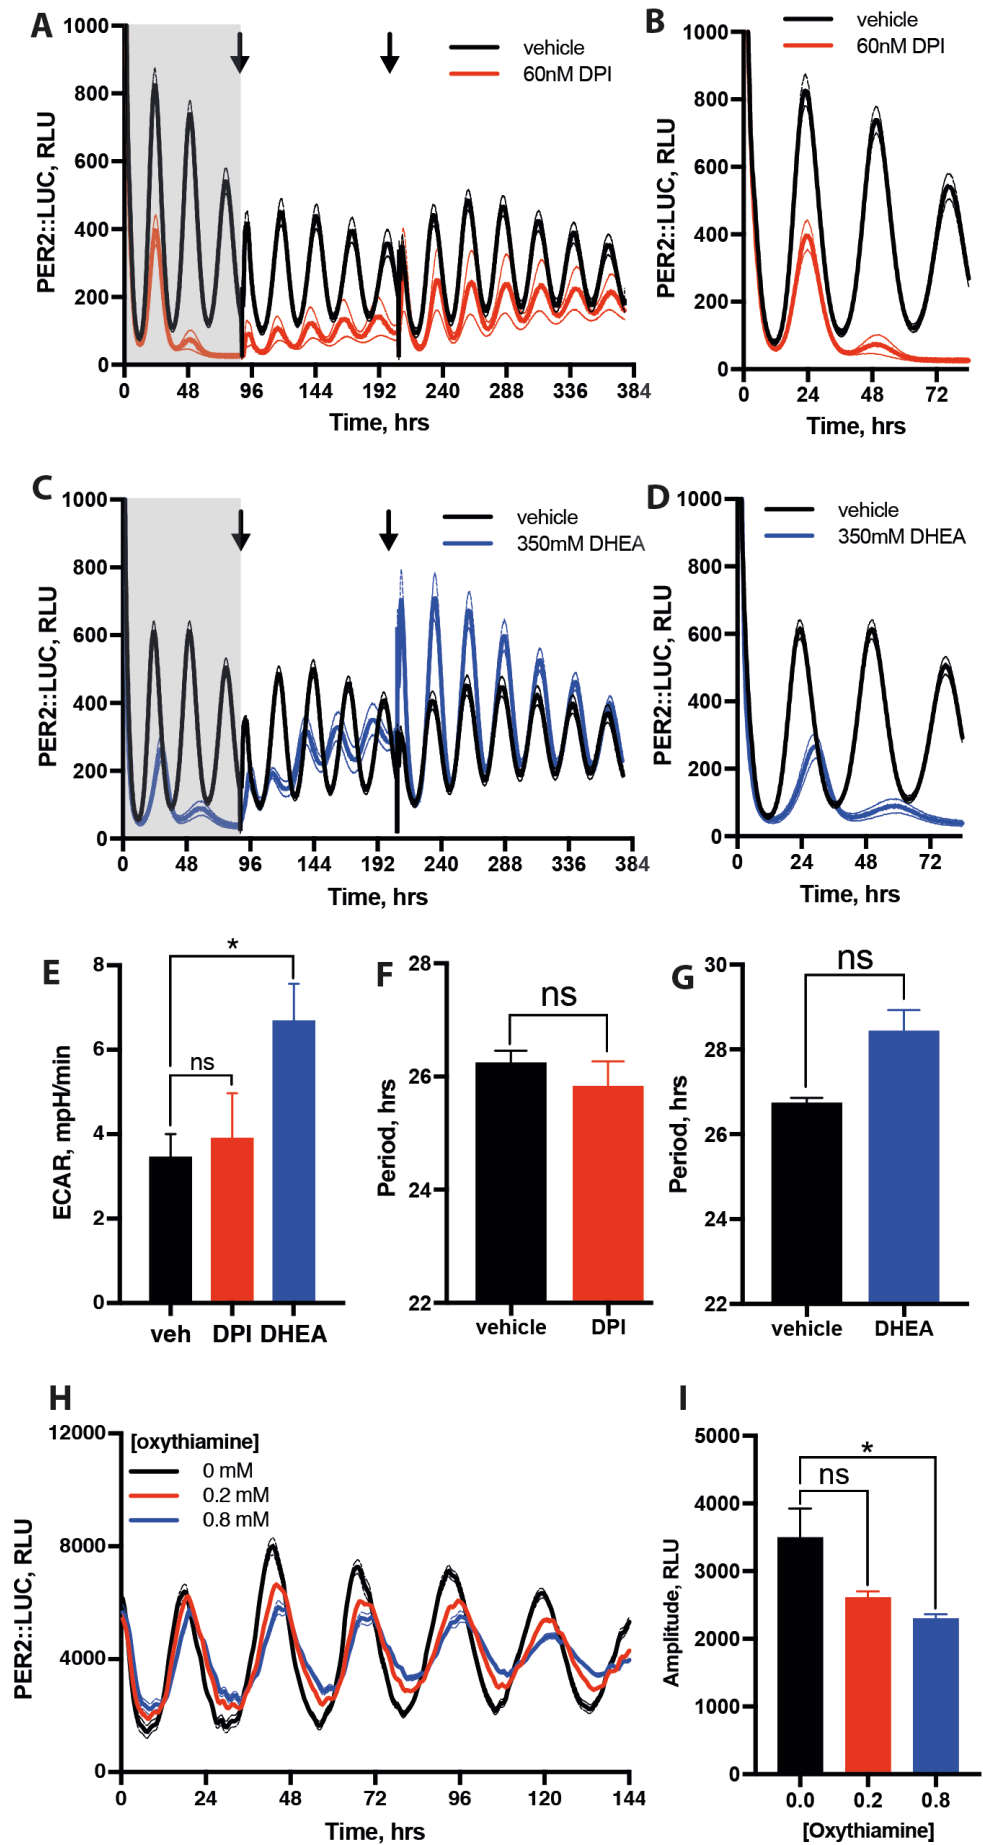 A
PER2::LUC, RLU
1000
800
600
400
200
0
0 48 96 144 192 240 288 336 384
Time, hrs
vehicle
60nM DPI
B
vehicle
60nM DPI
PER2::LUC, RLU
1000
800
600
400
200
0
0 24 48 72
Time, hrs
C
PER2::LUC, RLU
1000
800
600
400
200
0
0 48 96 144 192 240 288 336 384
Time, hrs
vehicle
350mM DHEA
D
vehicle
350mM DHEA
PER2::LUC, RLU
1000
800
600
400
200
0
0 24 48 72
Time, hrs
E
ECAR, mpH/min
8
6
4
2
0
*
ns
veh DPI DHEA
F
Period, hrs
28
26
24
22
ns
vehicle DPI
G
Period, hrs
30
28
26
24
22
ns
vehicle DHEA
H
PER2::LUC, RLU
12000
8000
4000
0
[oxythiamine]
0 mM
0.2 mM
0.8 mM
0 24 48 72 96 120 144
Time, hrs
I
Amplitude, RLU
5000
4000
3000
2000
1000
0
*
ns
0.0 0.2 0.8
[Oxythiamine]